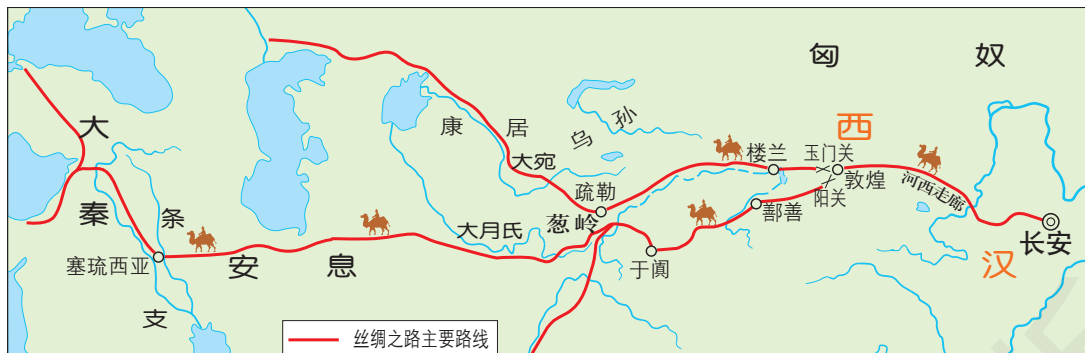 匈奴
西汉
大秦
条支
安息
康居
乌孙
大宛
疏勒
葱岭
大月氏
塞琉西亚
于阗
楼兰
玉门关
敦煌
阳关
鄯善
河西走廊
长安
丝绸之路主要路线